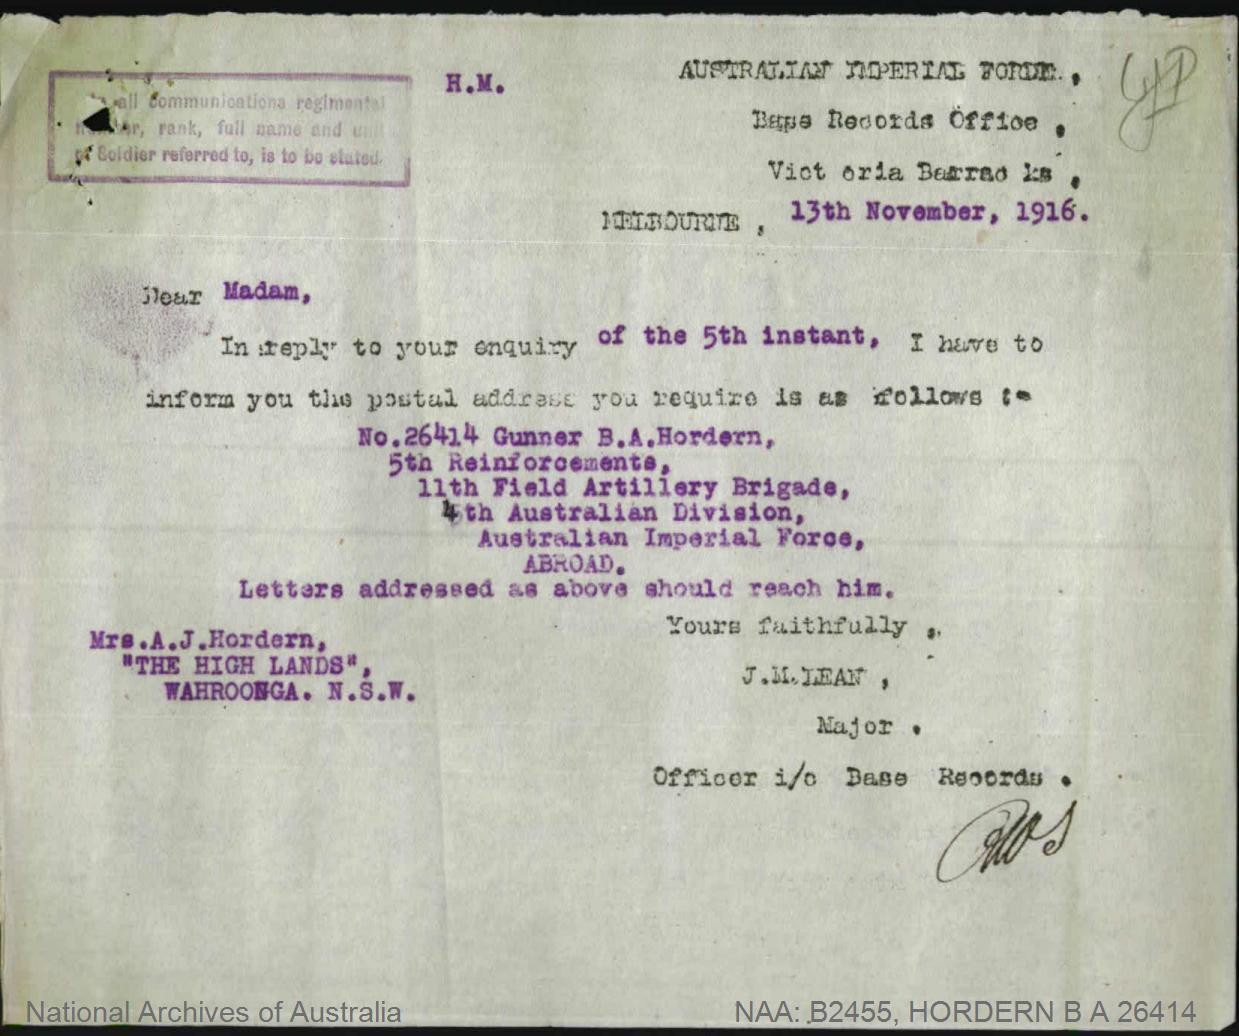 H.M.
AUSTRALIAN IMPERIAL FORCE.,
In all communications regimental
number, rank, full name and unit
of Soldier referred to, is to be stated.
Base Records Office,
Victoria Barracks,
MELBOURNE, 13th November, 1916.
Dear Madam,
In reply to your enquiry of the 5th instant, I have to
inform you the postal address you require is as follows :-
No.26414 Gunner B.A.Hordern,
5th Reinforcements,
11th Field Artillery Brigade,
4th Australian Division,
Australian Imperial Force,
ABROAD.
Letters addressed as above should reach him.
Yours faithfully,
Mrs.A.J.Hordern,
"THE HIGH LANDS",
WAHROONGA. N.S.W.
J.M.LEAN,
Major.
Officer i/c Base Records.
National Archives of Australia
NAA: B2455, HORDERN B A 26414